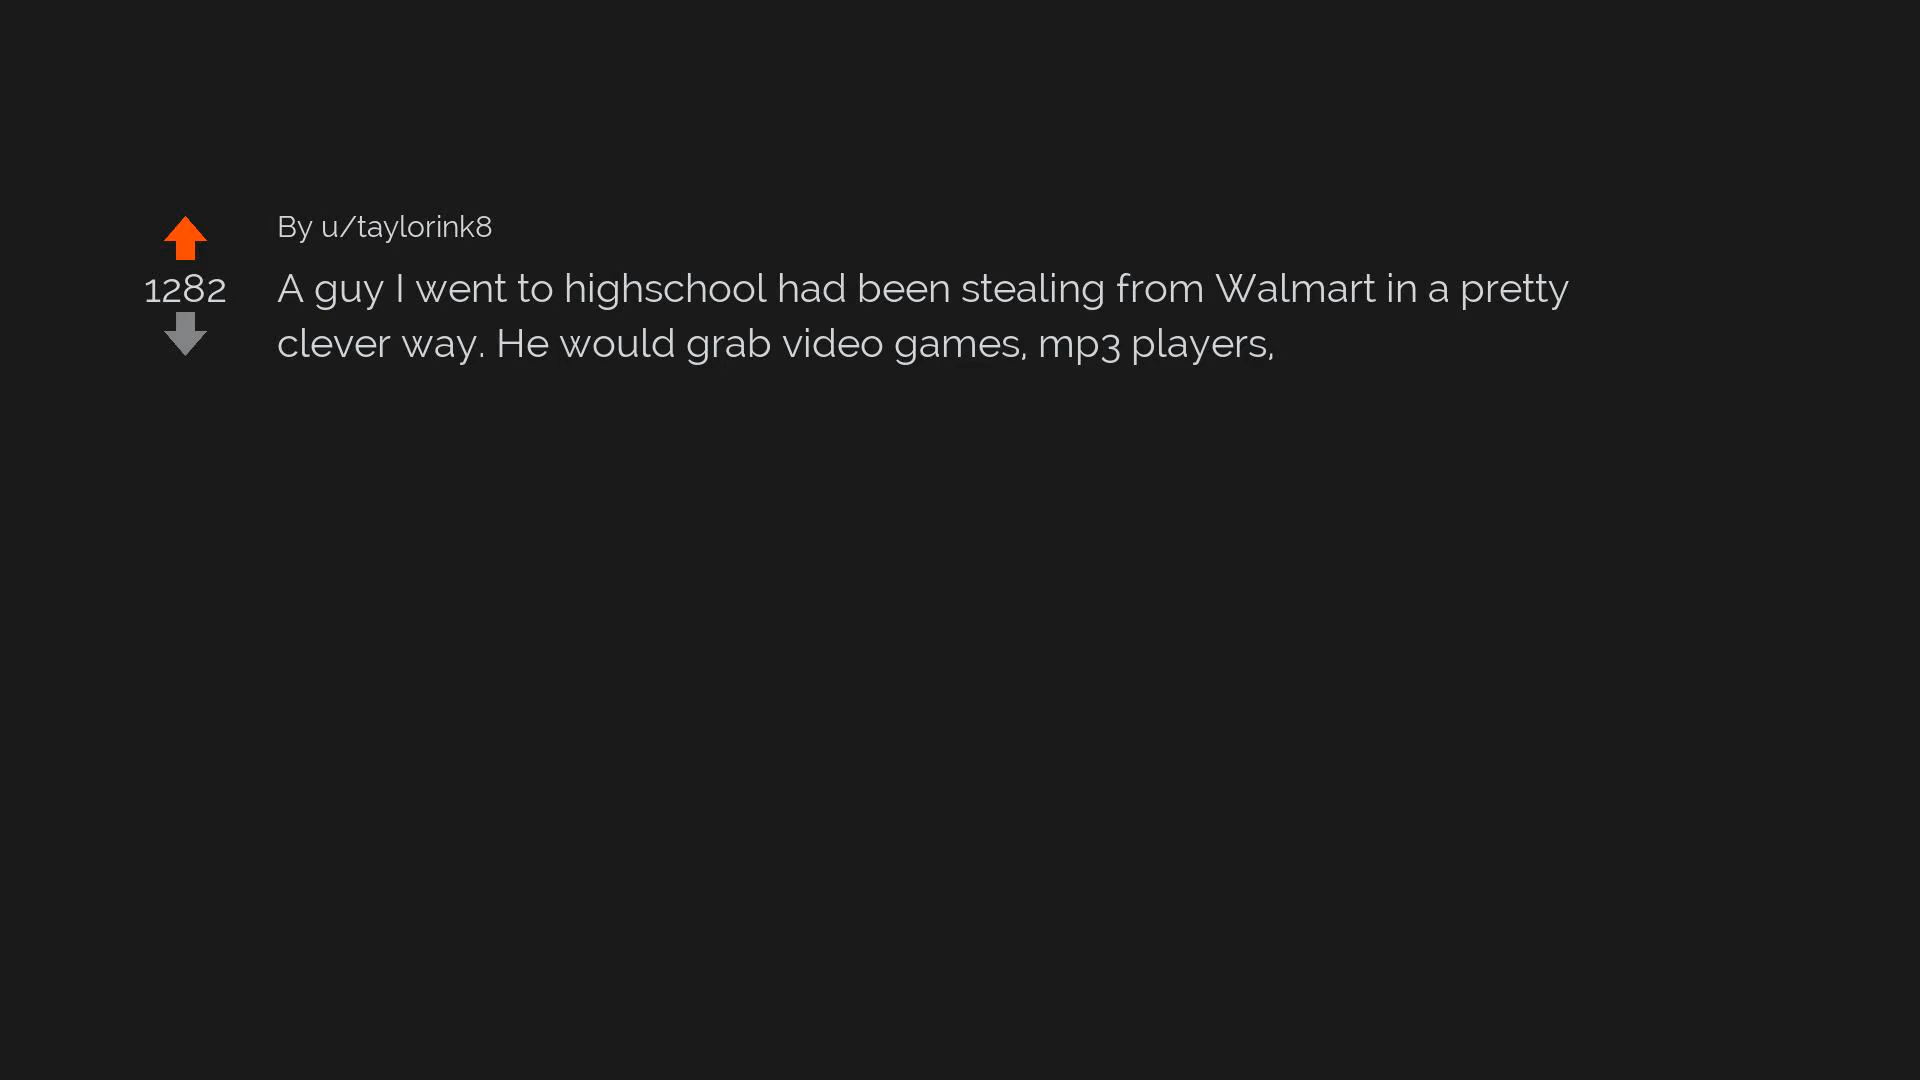 By u/taylorink8
1282
A guy I went to highschool had been stealing from Walmart in a pretty
clever way. He would grab video games, mp3 players,